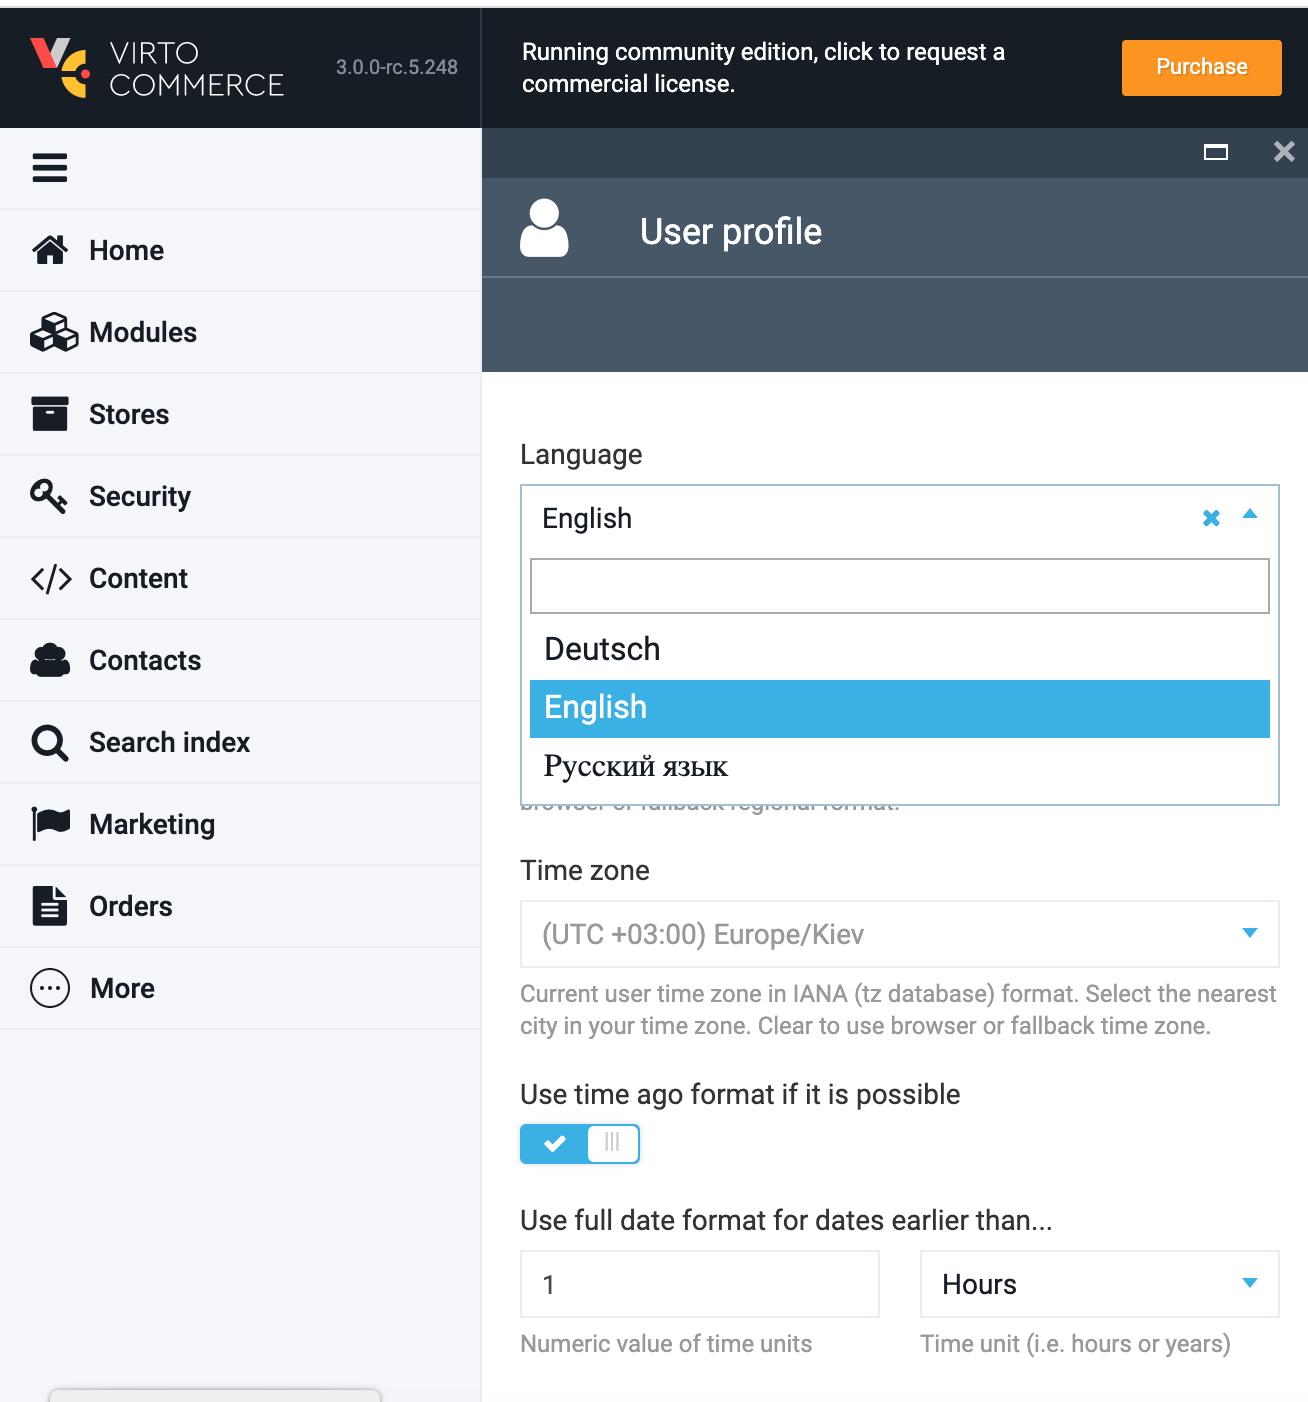 VIRTO
COMMERCE
3.0.0-rc.5.248
Running community edition, click to request a
commercial license.
Purchase
Home
Modules
Stores
Security
Content
Contacts
Search index
Marketing
Orders
More
User profile
Language
English
Deutsch
English
Русский язык
browser or fallback regional format.
Time zone
(UTC +03:00) Europe/Kiev
Current user time zone in IANA (tz database) format. Select the nearest
city in your time zone. Clear to use browser or fallback time zone.
Use time ago format if it is possible
Use full date format for dates earlier than...
1
Hours
Numeric value of time units
Time unit (i.e. hours or years)